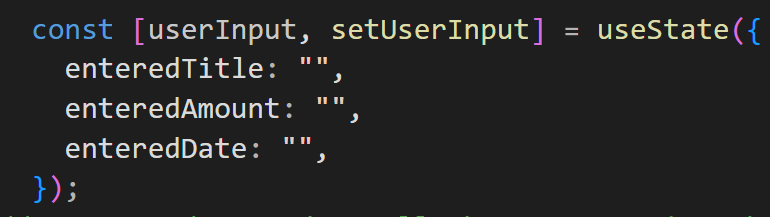 const [userInput, setUserInput] = useState({
enteredTitle: "",
enteredAmount: "",
enteredDate: "",
});